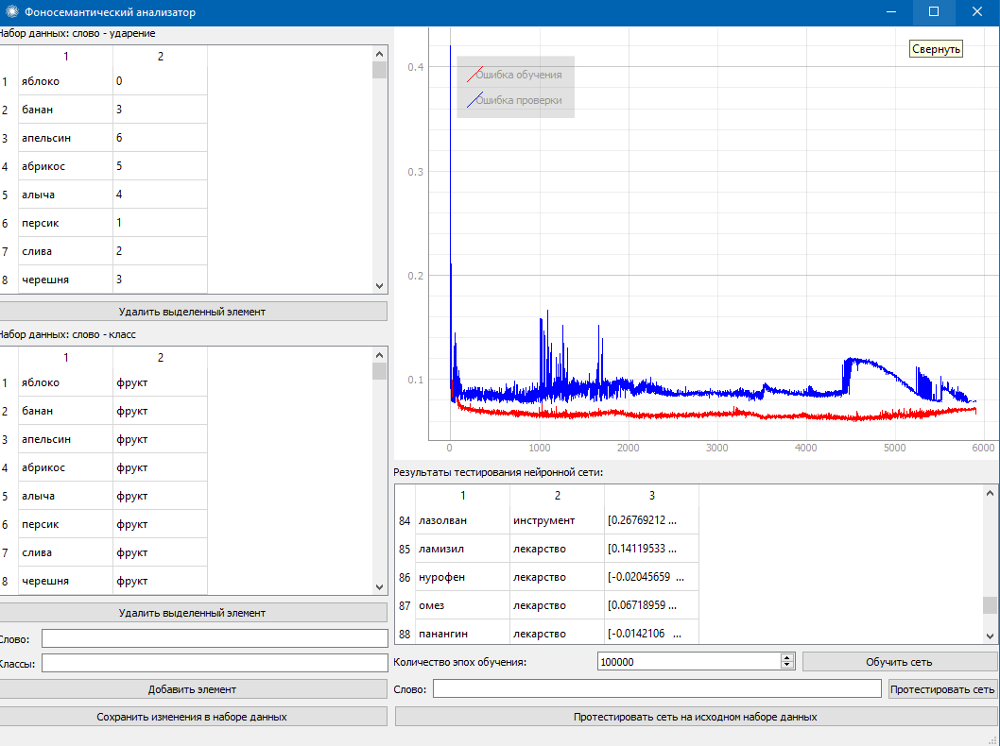 Фоносемантический анализатор
Набор данных: слово - ударение
1 2
1 яблоко 0
2 банан 3
3 апельсин 6
4 абрикос 5
5 алыча 4
6 персик 1
7 слива 2
8 черешня 3
Удалить выделенный элемент
Набор данных: слово - класс
1 2
1 яблоко фрукт
2 банан фрукт
3 апельсин фрукт
4 абрикос фрукт
5 алыча фрукт
6 персик фрукт
7 слива фрукт
8 черешня фрукт
Удалить выделенный элемент
Слово:
Классы:
Добавить элемент
Сохранить изменения в наборе данных
Свернуть
Ошибка обучения
Ошибка проверки
0.4
0.3
0.2
0.1
0 1000 2000 3000 4000 5000 6000
Результаты тестирования нейронной сети:
1 2 3
84 лазолван инструмент [0.26769212 ...
85 ламизил лекарство [0.14119533 ...
86 нурофен лекарство [-0.02045659 ...
87 омез лекарство [0.06718959 ...
88 панангин лекарство [-0.0142106 ...
Количество эпох обучения: 100000 Обучить сеть
Слово: Протестировать сеть
Протестировать сеть на исходном наборе данных